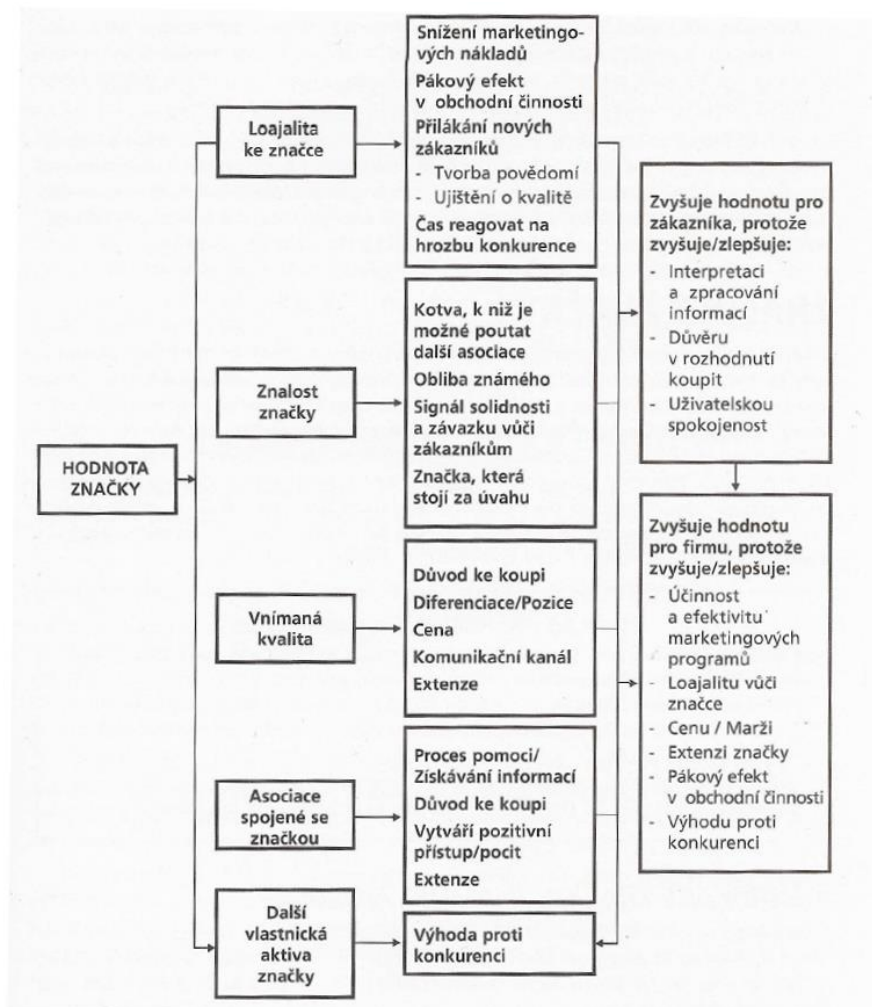 HODNOTA
ZNAČKY
Loajalita
ke značce
Snížení marketingo-
vých nákladů
Pákový efekt
v obchodní činnosti
Přilákání nových
zákazníků
- Tvorba povědomí
- Ujištění o kvalitě
Čas reagovat na
hrozbu konkurence
Znalost
značky
Kotva, k niž je
možné poutat
další asociace
Obliba známého
Signál solidnosti
a závazku vůči
zákazníkům
Značka, která
stojí za úvahu
Vnímaná
kvalita
Důvod ke koupi
Diferenciace/Pozice
Cena
Komunikační kanál
Extenze
Asociace
spojené se
značkou
Proces pomoci/
Získávání informací
Důvod ke koupi
Vytváří pozitivní
přístup/pocit
Extenze
Další
vlastnická
aktiva
značky
Výhoda proti
konkurenci
Zvyšuje hodnotu pro
zákazníka, protože
zvyšuje/zlepšuje:
- Interpretaci
a zpracování
informací
- Důvěru
v rozhodnutí
koupit
- Uživatelskou
spokojenost
Zvyšuje hodnotu
pro firmu, protože
zvyšuje/zlepšuje:
- Účinnost
a efektivitu
marketingových
programů
- Loajalitu vůči
značce
- Cenu / Marži
- Extenzi značky
- Pákový efekt
v obchodní činnosti
- Výhodu proti
konkurenci